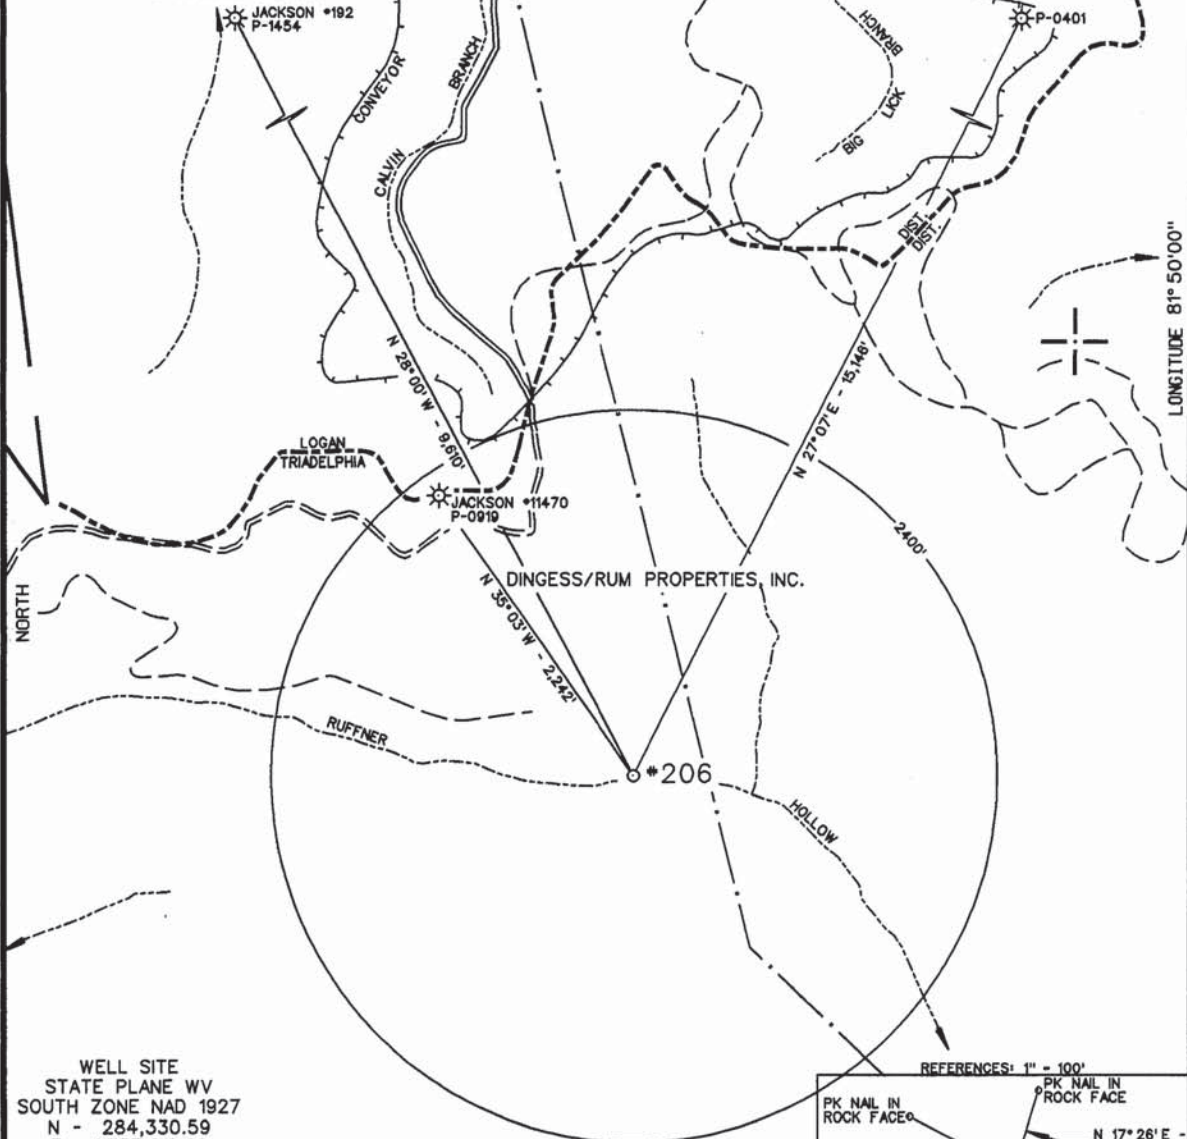 JACKSON #192
P-1454
P-0401
CONVEYOR
BRANCH
CALVIN
BRANCH
LICK
BIG
DIST.
DIST.
LONGITUDE 81° 50'00"
N 28°00' W - 9,610'
N 27°07' E - 15,146'
LOGAN
TRIADELPHIA
JACKSON #11470
P-0919
2400'
DINGESS/RUM PROPERTIES, INC.
NORTH
N 35°03' W - 2,242'
RUFFNER
#206
HOLLOW
WELL SITE
STATE PLANE WV
SOUTH ZONE NAD 1927
N - 284,330.59
REFERENCES: 1" - 100'
PK NAIL IN
ROCK FACE
PK NAIL IN
ROCK FACE
N 17°26' E -